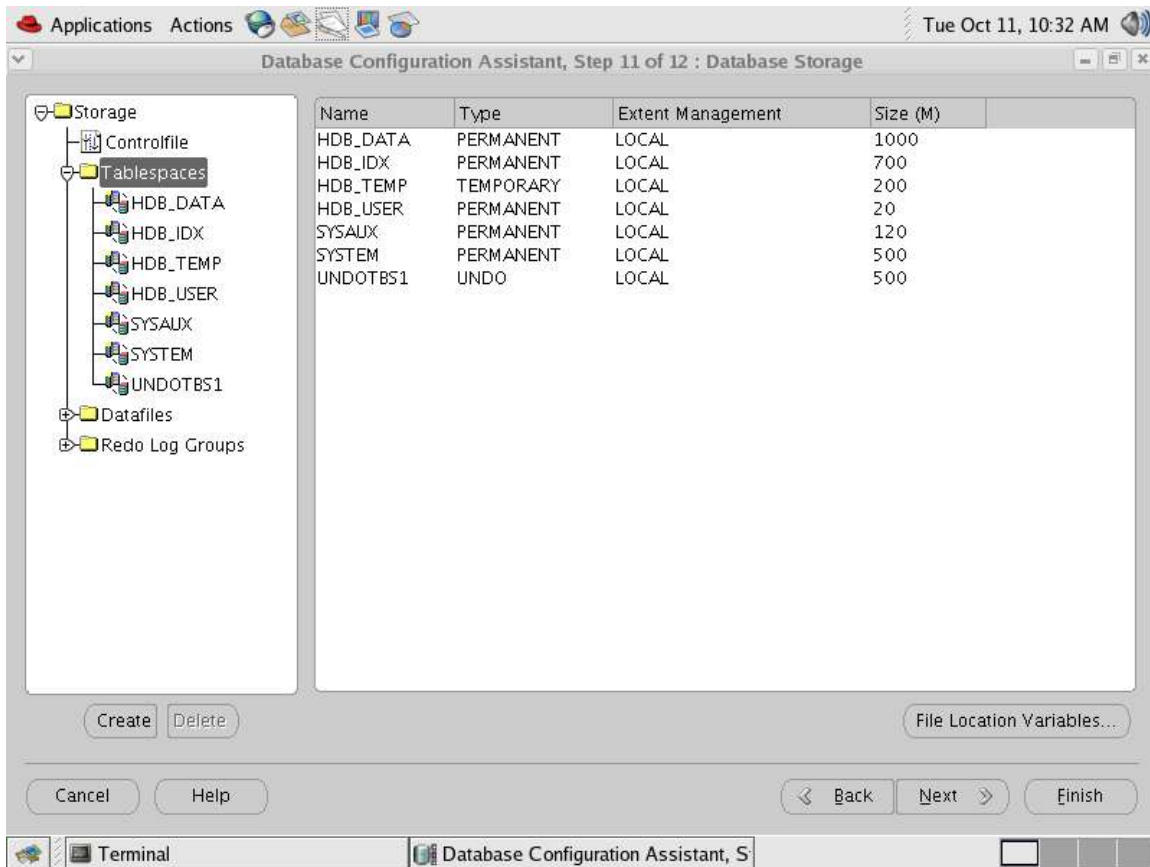 Applications Actions Tue Oct 11, 10:32 AM
Database Configuration Assistant, Step 11 of 12 : Database Storage
Storage
Controlfile
Tablespaces
HDB_DATA
HDB_IDX
HDB_TEMP
HDB_USER
SYSAUX
SYSTEM
UNDOTBS1
Datafiles
Redo Log Groups
Name Type Extent Management Size (M)
HDB_DATA PERMANENT LOCAL 1000
HDB_IDX PERMANENT LOCAL 700
HDB_TEMP TEMPORARY LOCAL 200
HDB_USER PERMANENT LOCAL 20
SYSAUX PERMANENT LOCAL 120
SYSTEM PERMANENT LOCAL 500
UNDOTBS1 UNDO LOCAL 500
Create Delete File Location Variables...
Cancel Help Back Next Finish
Terminal Database Configuration Assistant, S